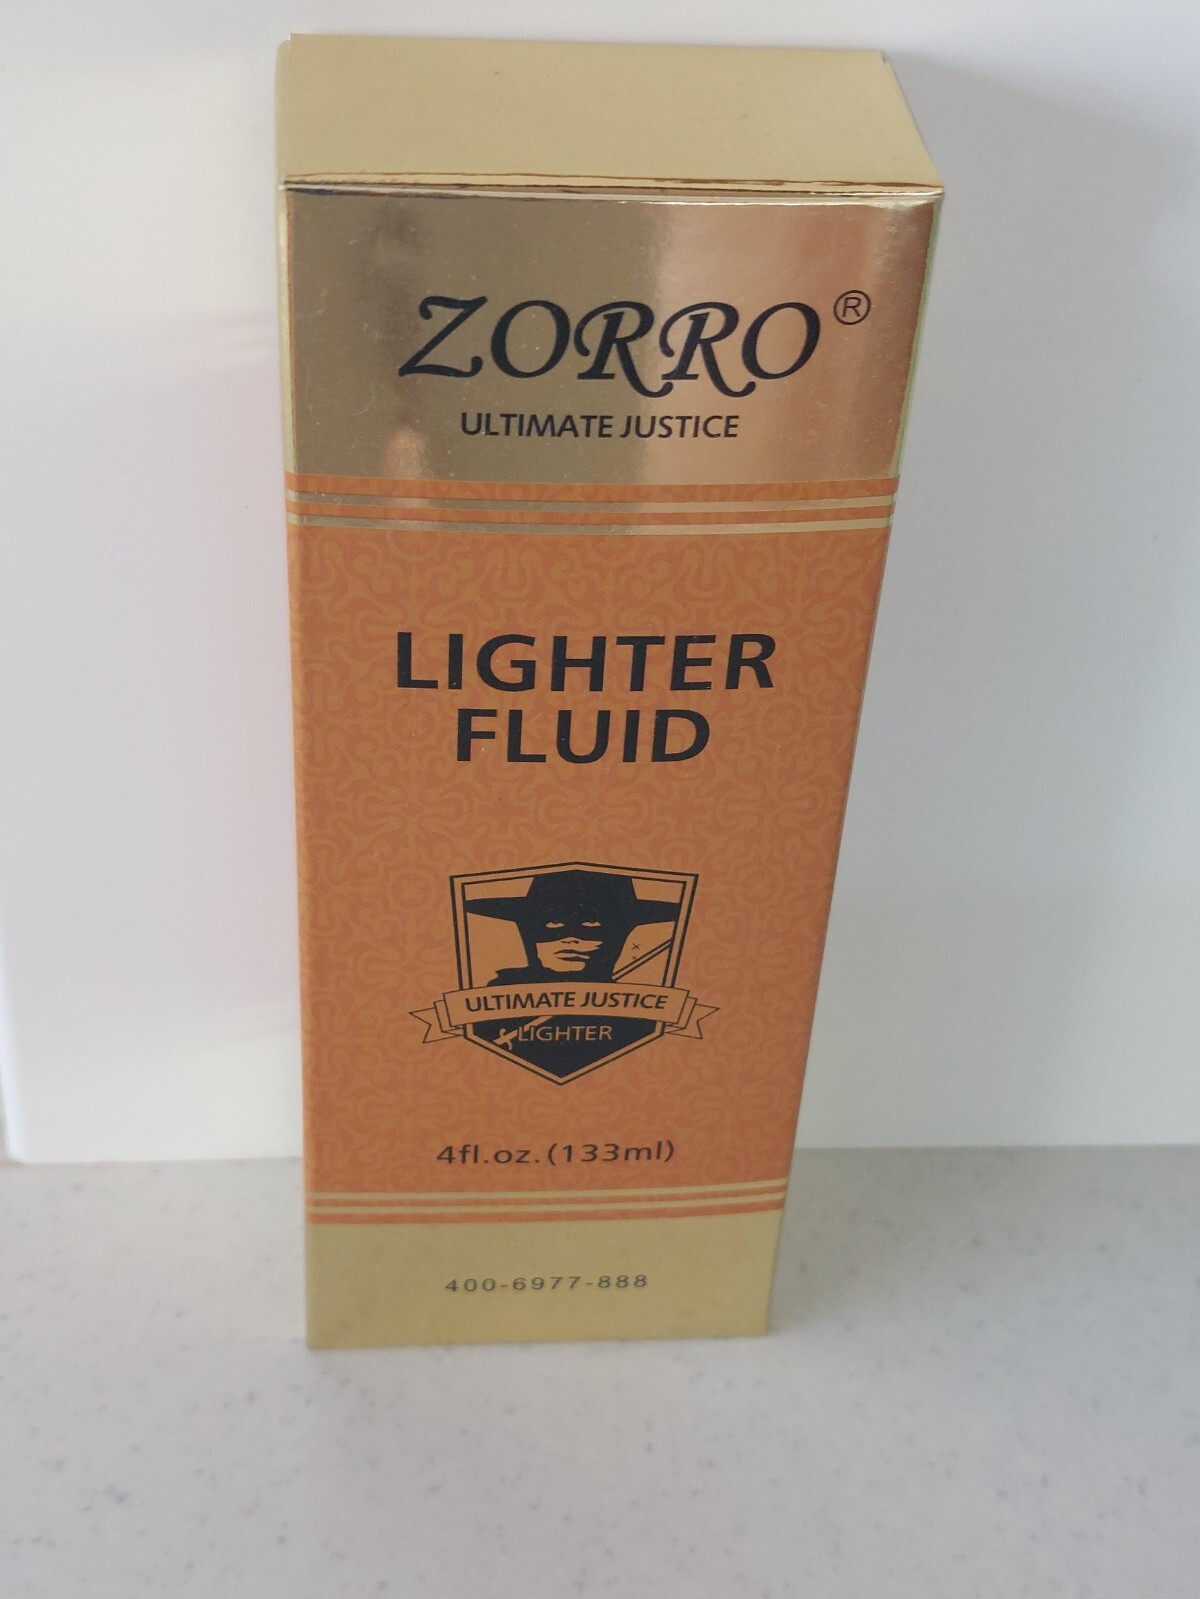 ZORRO®
ULTIMATE JUSTICE
LIGHTER
FLUID
ULTIMATE JUSTICE
LIGHTER
4fl.oz.(133ml)
400-6977-888